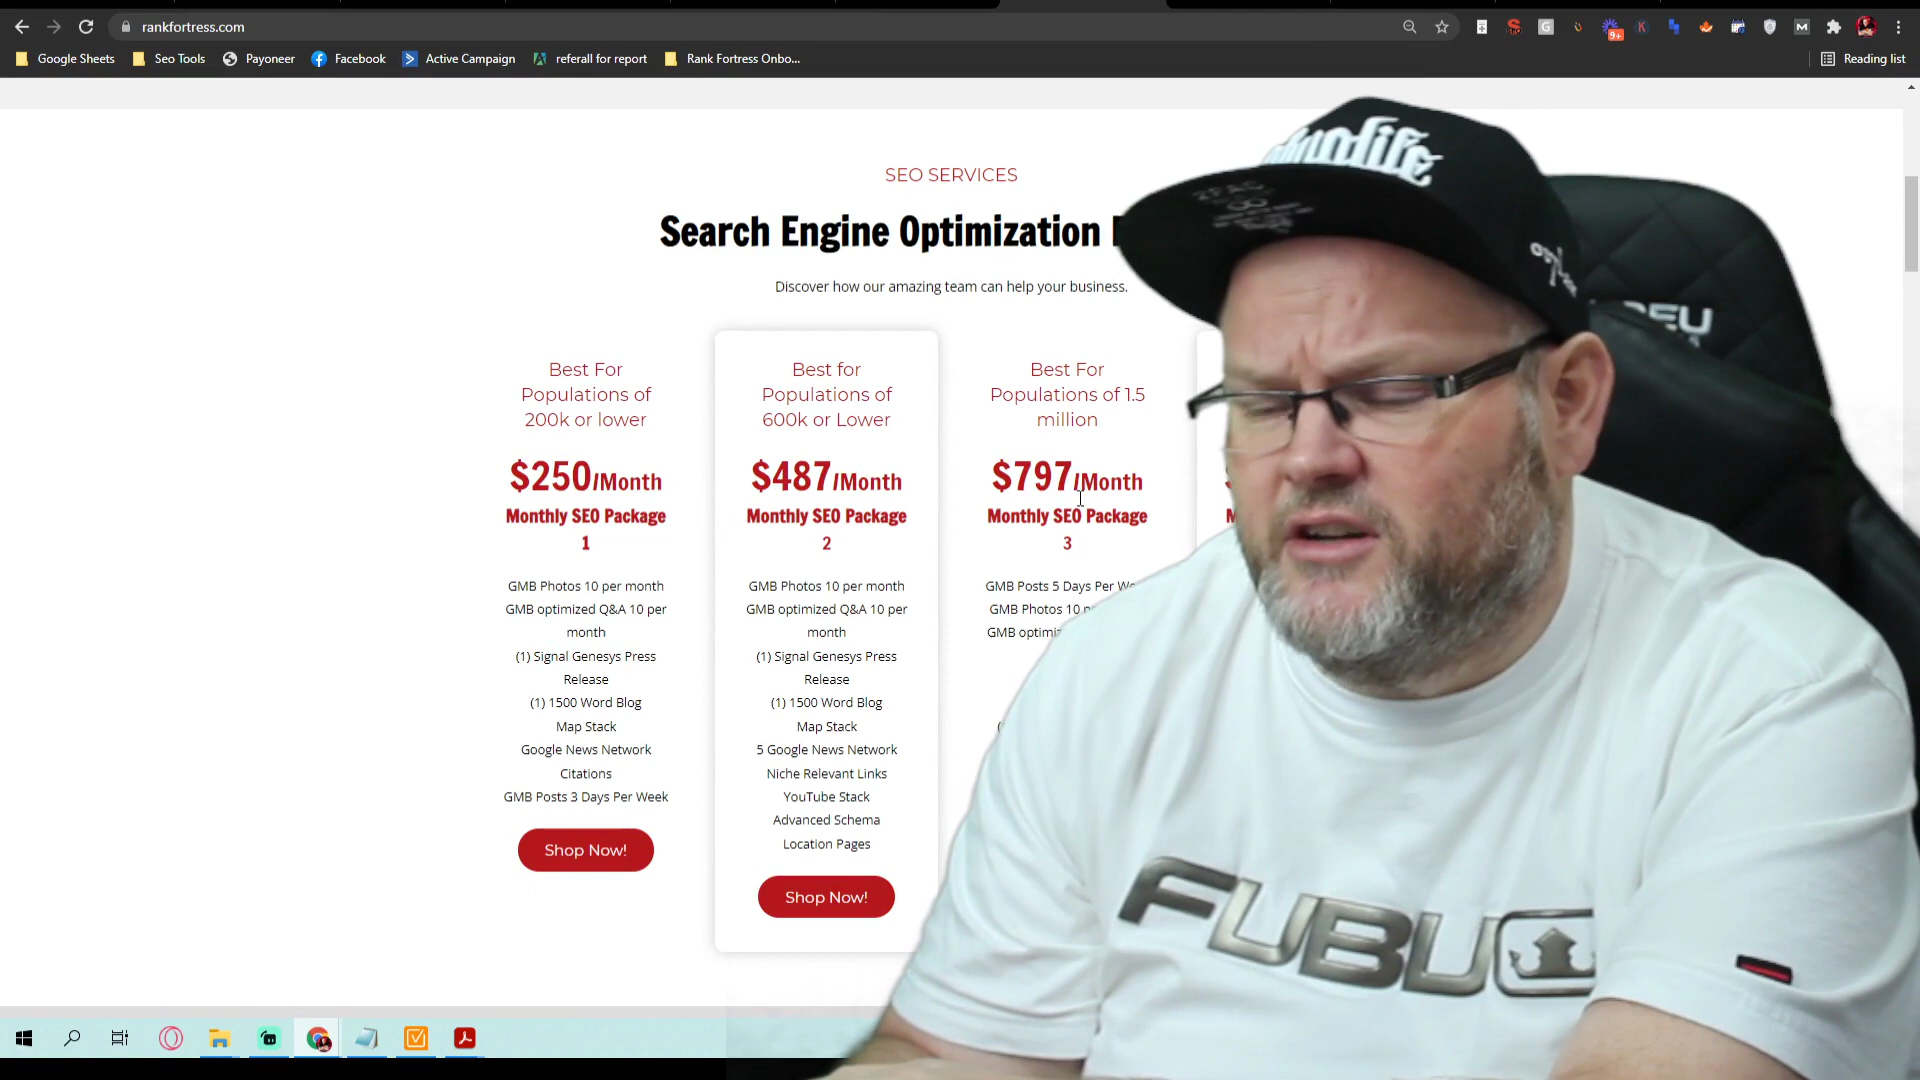 rankfortress.com
9+
Google Sheets
Seo Tools
Payoneer
Facebook
Active Campaign
referall for report
Rank Fortress Onbo...
Reading list
SEO SERVICES
Search Engine Optimization
Discover how our amazing team can help your business.
Best For
Populations of
200k or lower
$250/Month
Monthly SEO Package
1
GMB Photos 10 per month
GMB optimized Q&A 10 per
month
(1) Signal Genesys Press
Release
(1) 1500 Word Blog
Map Stack
Google News Network
Citations
GMB Posts 3 Days Per Week
Shop Now!
Best for
Populations of
600k or Lower
$487/Month
Monthly SEO Package
2
GMB Photos 10 per month
GMB optimized Q&A 10 per
month
(1) Signal Genesys Press
Release
(1) 1500 Word Blog
Map Stack
5 Google News Network
Niche Relevant Links
YouTube Stack
Advanced Schema
Location Pages
Shop Now!
Best For
Populations of 1.5
million
$797/Month
Monthly SEO Package
3
GMB Posts 5 Days Per
GMB Photos 10
GMB
FUBU